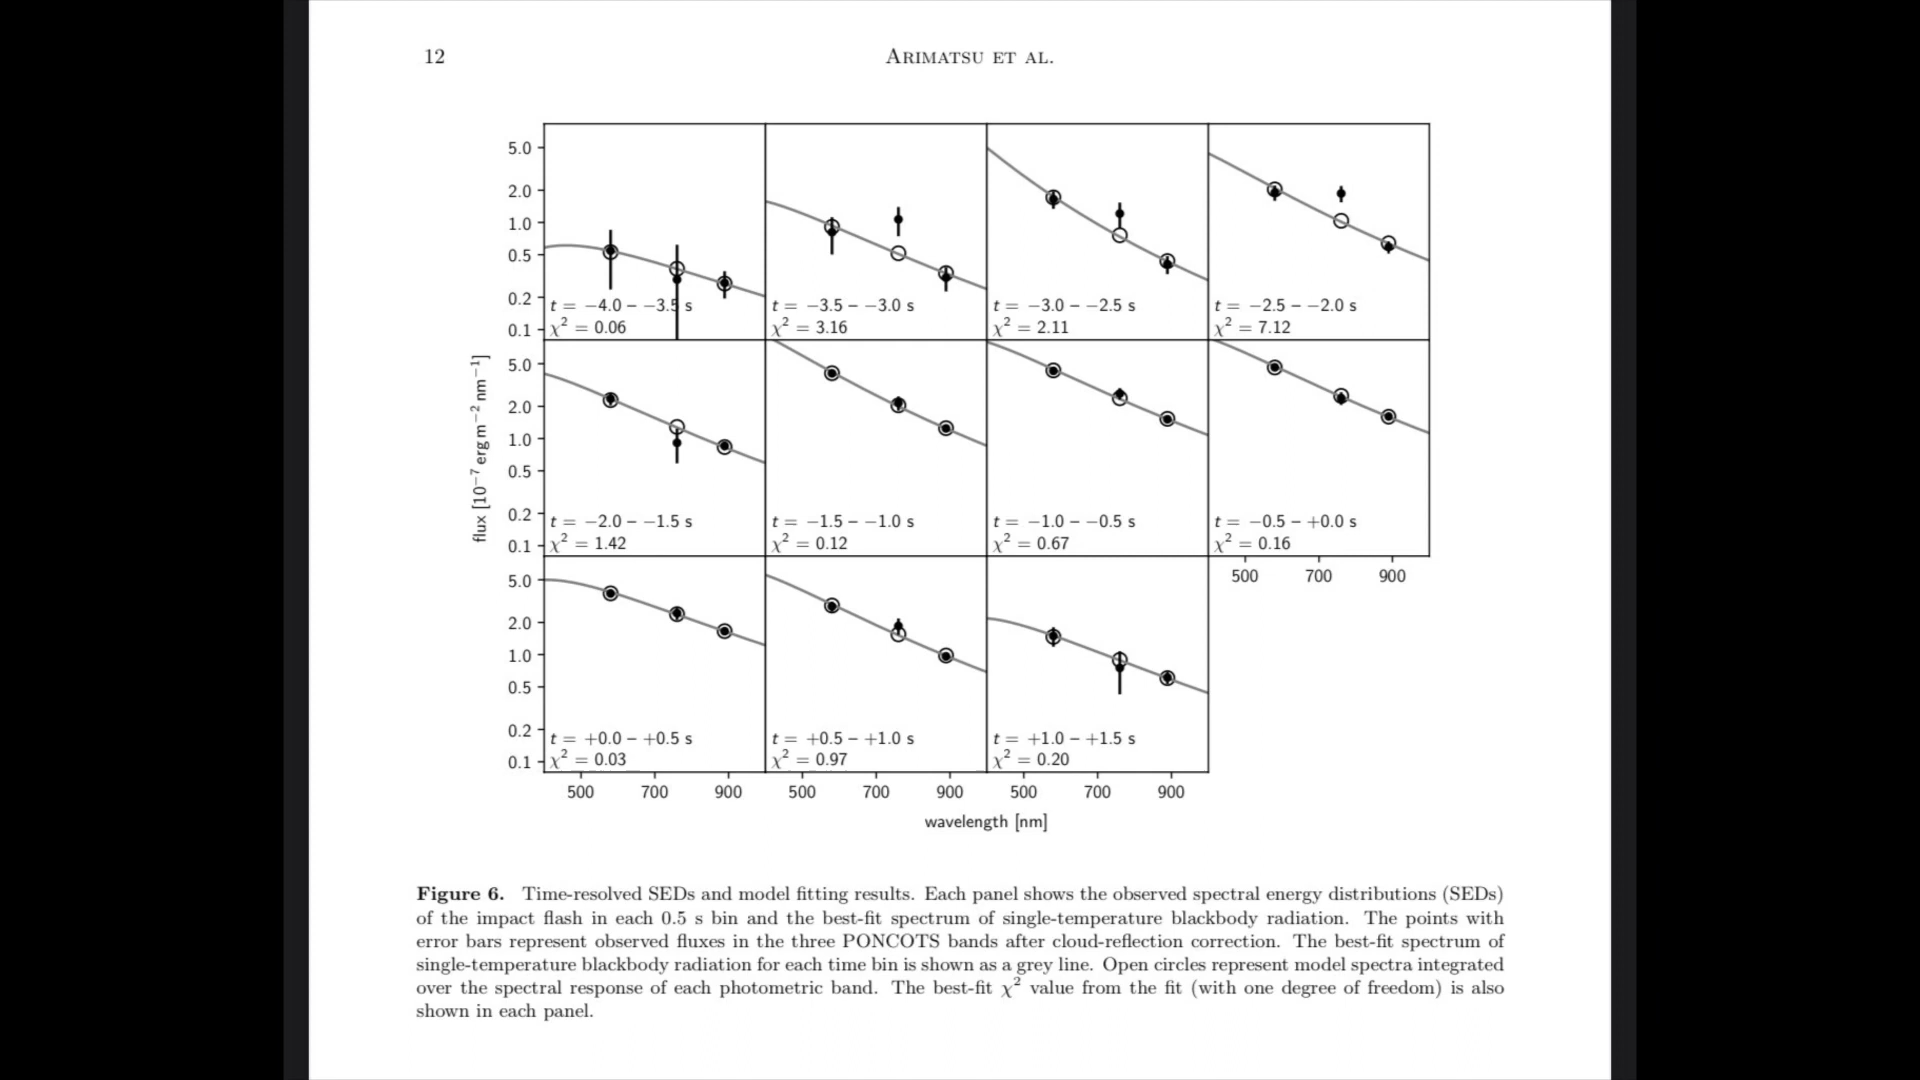 12
ARIMATSU ET AL.
5.0
2.0
1.0
0.5
0.2
0.1
t = −4.0 − −3.5 s
χ² = 0.06
t = −3.5 − −3.0 s
χ² = 3.16
t = −3.0 − −2.5 s
χ² = 2.11
t = −2.5 − −2.0 s
χ² = 7.12
flux [10⁻⁷ erg m⁻² nm⁻¹]
5.0
2.0
1.0
0.5
0.2
0.1
t = −2.0 − −1.5 s
χ² = 1.42
t = −1.5 − −1.0 s
χ² = 0.12
t = −1.0 − −0.5 s
χ² = 0.67
t = −0.5 − +0.0 s
χ² = 0.16
500 700 900
5.0
2.0
1.0
0.5
0.2
0.1
t = +0.0 − +0.5 s
χ² = 0.03
t = +0.5 − +1.0 s
χ² = 0.97
t = +1.0 − +1.5 s
χ² = 0.20
500 700 900 500 700 900 500 700 900
wavelength [nm]
Figure 6. Time-resolved SEDs and model fitting results. Each panel shows the observed spectral energy distributions (SEDs)
of the impact flash in each 0.5 s bin and the best-fit spectrum of single-temperature blackbody radiation. The points with
error bars represent observed fluxes in the three PONCOTS bands after cloud-reflection correction. The best-fit spectrum of
single-temperature blackbody radiation for each time bin is shown as a grey line. Open circles represent model spectra integrated
over the spectral response of each photometric band. The best-fit χ² value from the fit (with one degree of freedom) is also
shown in each panel.